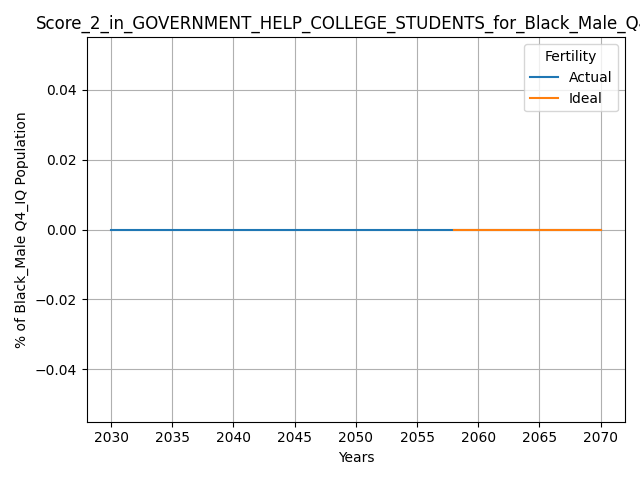 Score_2_in_GOVERNMENT_HELP_COLLEGE_STUDENTS_for_Black_Male_Q4
Fertility
Actual
Ideal
0.04
0.02
0.00
−0.02
−0.04
% of Black_Male Q4_IQ Population
2030 2035 2040 2045 2050 2055 2060 2065 2070
Years